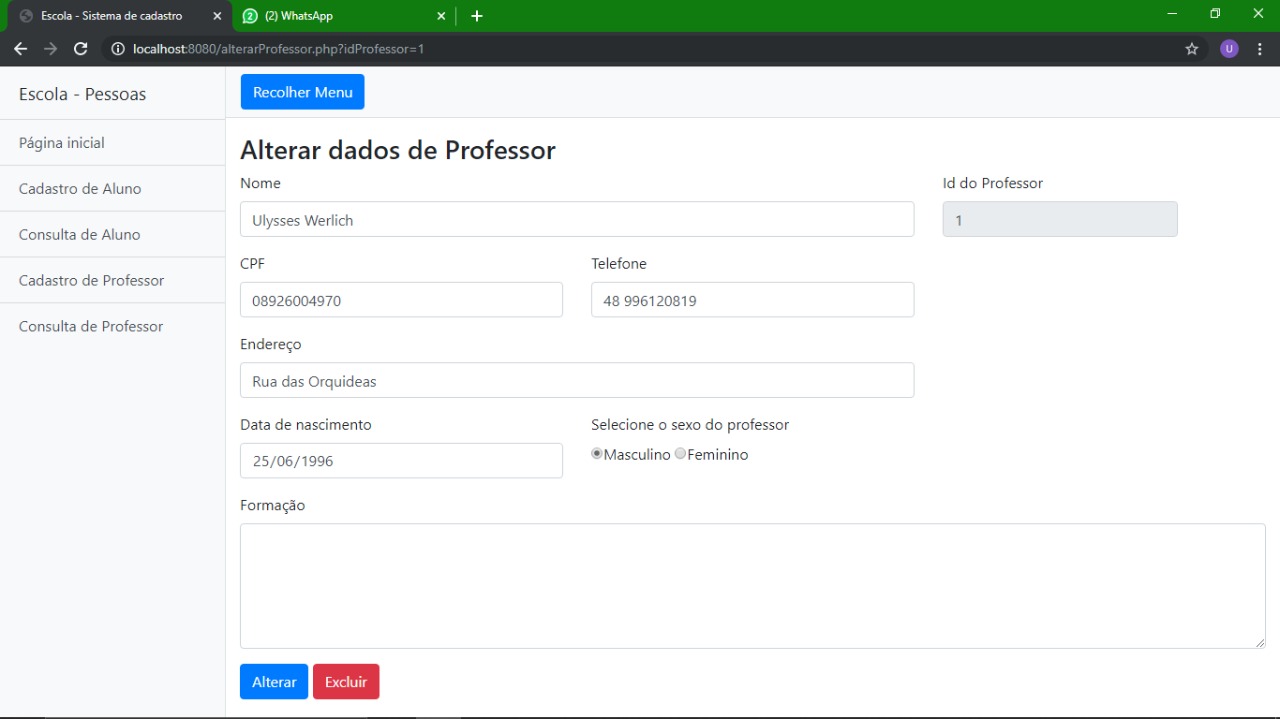 Escola - Sistema de cadastro
(2) WhatsApp
localhost:8080/alterarProfessor.php?idProfessor=1
U
Escola - Pessoas
Recolher Menu
Página inicial
Cadastro de Aluno
Consulta de Aluno
Cadastro de Professor
Consulta de Professor
Alterar dados de Professor
Nome
Id do Professor
Ulysses Werlich
1
CPF
Telefone
08926004970
48 996120819
Endereço
Rua das Orquideas
Data de nascimento
Selecione o sexo do professor
25/06/1996
Masculino Feminino
Formação
Alterar
Excluir